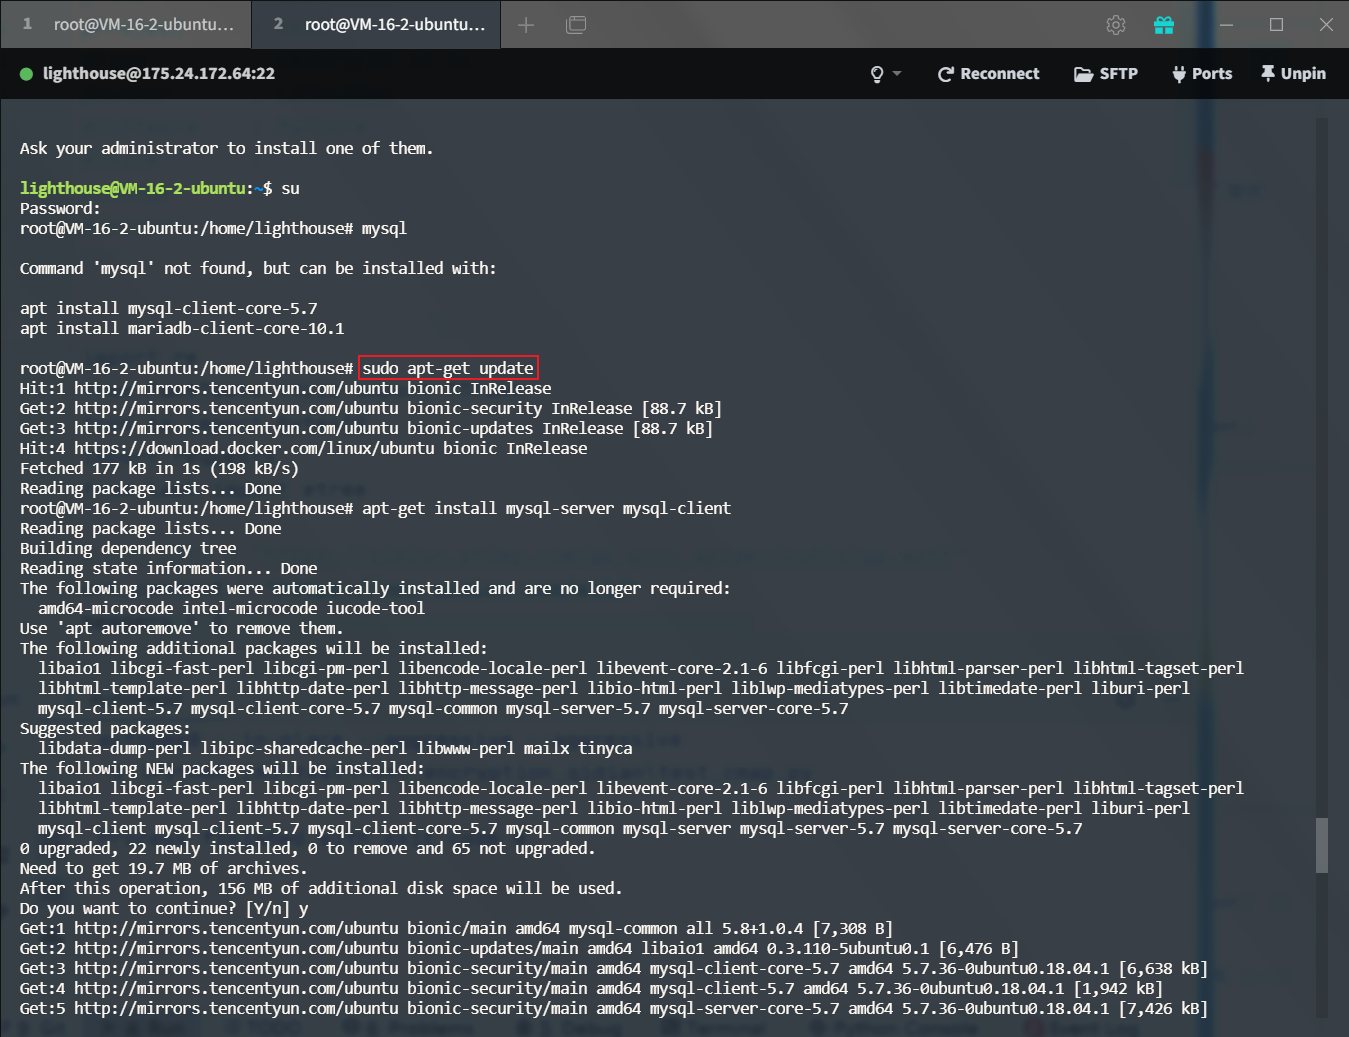 1 root@VM-16-2-ubuntu... 2 root@VM-16-2-ubuntu...
lighthouse@175.24.172.64:22 Reconnect SFTP Ports Unpin
Ask your administrator to install one of them.
lighthouse@VM-16-2-ubuntu:~$ su
Password:
root@VM-16-2-ubuntu:/home/lighthouse# mysql
Command 'mysql' not found, but can be installed with:
apt install mysql-client-core-5.7
apt install mariadb-client-core-10.1
root@VM-16-2-ubuntu:/home/lighthouse# sudo apt-get update
Hit:1 http://mirrors.tencentyun.com/ubuntu bionic InRelease
Get:2 http://mirrors.tencentyun.com/ubuntu bionic-security InRelease [88.7 kB]
Get:3 http://mirrors.tencentyun.com/ubuntu bionic-updates InRelease [88.7 kB]
Hit:4 https://download.docker.com/linux/ubuntu bionic InRelease
Fetched 177 kB in 1s (198 kB/s)
Reading package lists... Done
root@VM-16-2-ubuntu:/home/lighthouse# apt-get install mysql-server mysql-client
Reading package lists... Done
Building dependency tree
Reading state information... Done
The following packages were automatically installed and are no longer required:
amd64-microcode intel-microcode iucode-tool
Use 'apt autoremove' to remove them.
The following additional packages will be installed:
libaio1 libcgi-fast-perl libcgi-pm-perl libencode-locale-perl libevent-core-2.1-6 libfcgi-perl libhtml-parser-perl libhtml-tagset-perl
libhtml-template-perl libhttp-date-perl libhttp-message-perl libio-html-perl liblwp-mediatypes-perl libtimedate-perl liburi-perl
mysql-client-5.7 mysql-client-core-5.7 mysql-common mysql-server-5.7 mysql-server-core-5.7
Suggested packages:
libdata-dump-perl libipc-sharedcache-perl libwww-perl mailx tinyca
The following NEW packages will be installed:
libaio1 libcgi-fast-perl libcgi-pm-perl libencode-locale-perl libevent-core-2.1-6 libfcgi-perl libhtml-parser-perl libhtml-tagset-perl
libhtml-template-perl libhttp-date-perl libhttp-message-perl libio-html-perl liblwp-mediatypes-perl libtimedate-perl liburi-perl
mysql-client mysql-client-5.7 mysql-client-core-5.7 mysql-common mysql-server mysql-server-5.7 mysql-server-core-5.7
0 upgraded, 22 newly installed, 0 to remove and 65 not upgraded.
Need to get 19.7 MB of archives.
After this operation, 156 MB of additional disk space will be used.
Do you want to continue? [Y/n] y
Get:1 http://mirrors.tencentyun.com/ubuntu bionic/main amd64 mysql-common all 5.8+1.0.4 [7,308 B]
Get:2 http://mirrors.tencentyun.com/ubuntu bionic-updates/main amd64 libaio1 amd64 0.3.110-5ubuntu0.1 [6,476 B]
Get:3 http://mirrors.tencentyun.com/ubuntu bionic-security/main amd64 mysql-client-core-5.7 amd64 5.7.36-0ubuntu0.18.04.1 [6,638 kB]
Get:4 http://mirrors.tencentyun.com/ubuntu bionic-security/main amd64 mysql-client-5.7 amd64 5.7.36-0ubuntu0.18.04.1 [1,942 kB]
Get:5 http://mirrors.tencentyun.com/ubuntu bionic-security/main amd64 mysql-server-core-5.7 amd64 5.7.36-0ubuntu0.18.04.1 [7,426 kB]